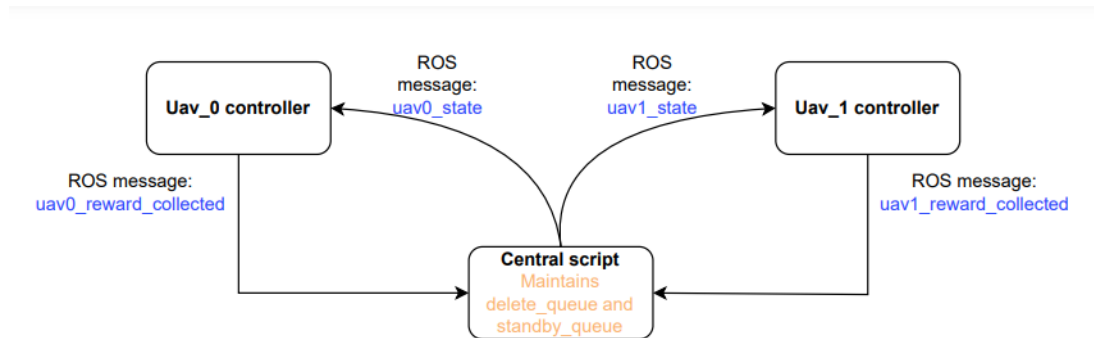 ROS
message:
uav0_state
ROS
message:
uav1_state
Uav_0 controller
Uav_1 controller
ROS message:
uav0_reward_collected
ROS message:
uav1_reward_collected
Central script
Maintains
delete_queue and
standby_queue